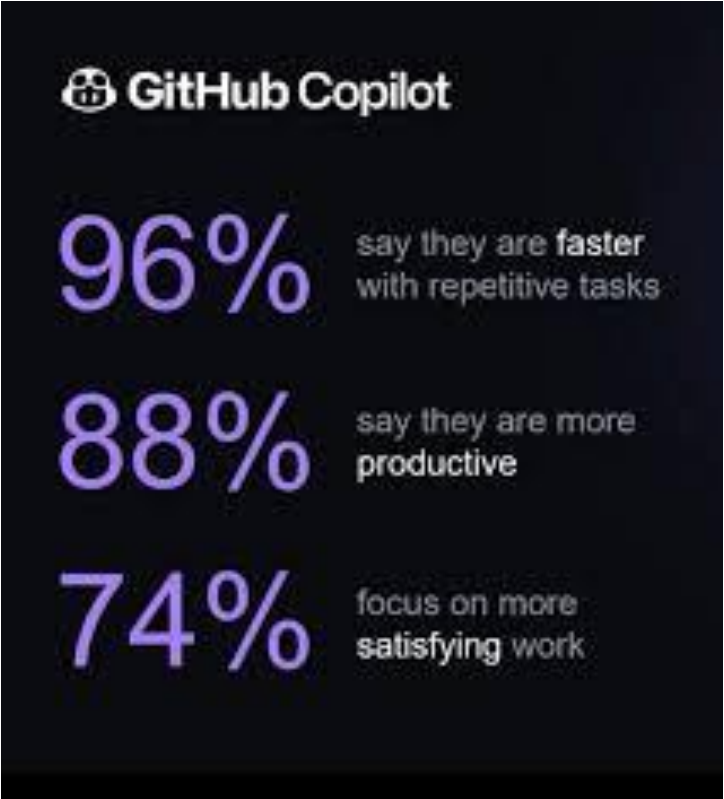 GitHub Copilot
96%
say they are faster
with repetitive tasks
88%
say they are more
productive
74%
focus on more
satisfying work